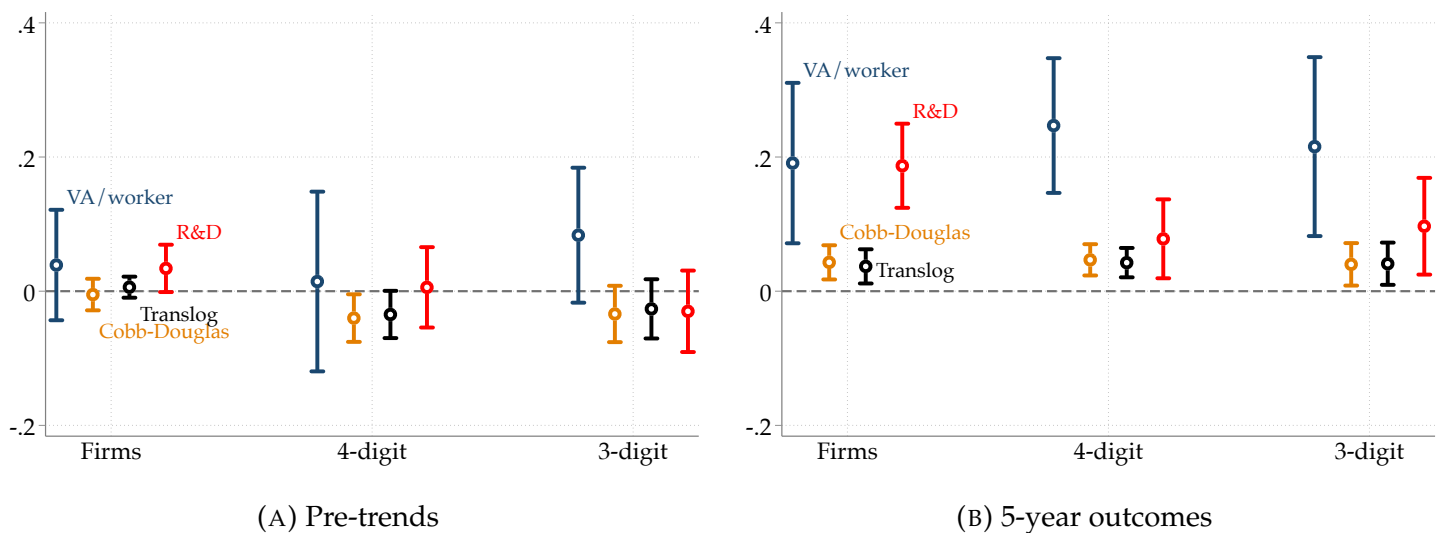 .4
.2
0
-.2
VA/worker
R&D
Translog
Cobb-Douglas
Firms
4-digit
3-digit
(A) Pre-trends
.4
.2
0
-.2
VA/worker
R&D
Cobb-Douglas
Translog
Firms
4-digit
3-digit
(B) 5-year outcomes